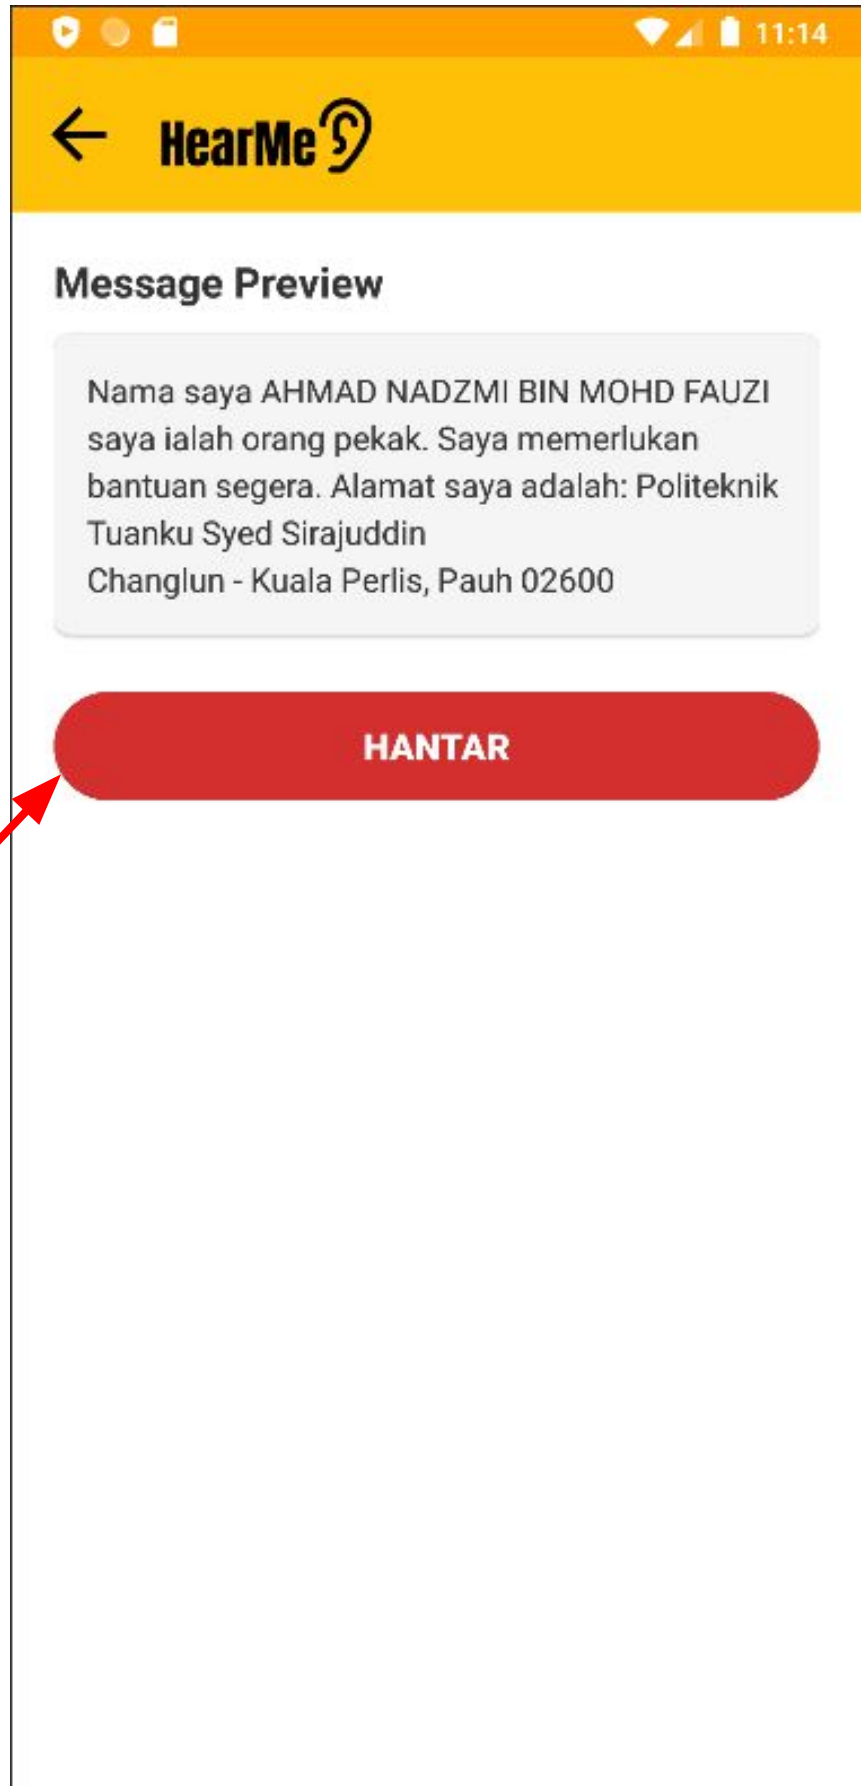 11:14
HearMe
Message Preview
Nama saya AHMAD NADZMI BIN MOHD FAUZI
saya ialah orang pekak. Saya memerlukan
bantuan segera. Alamat saya adalah: Politeknik
Tuanku Syed Sirajuddin
Changlun - Kuala Perlis, Pauh 02600
HANTAR